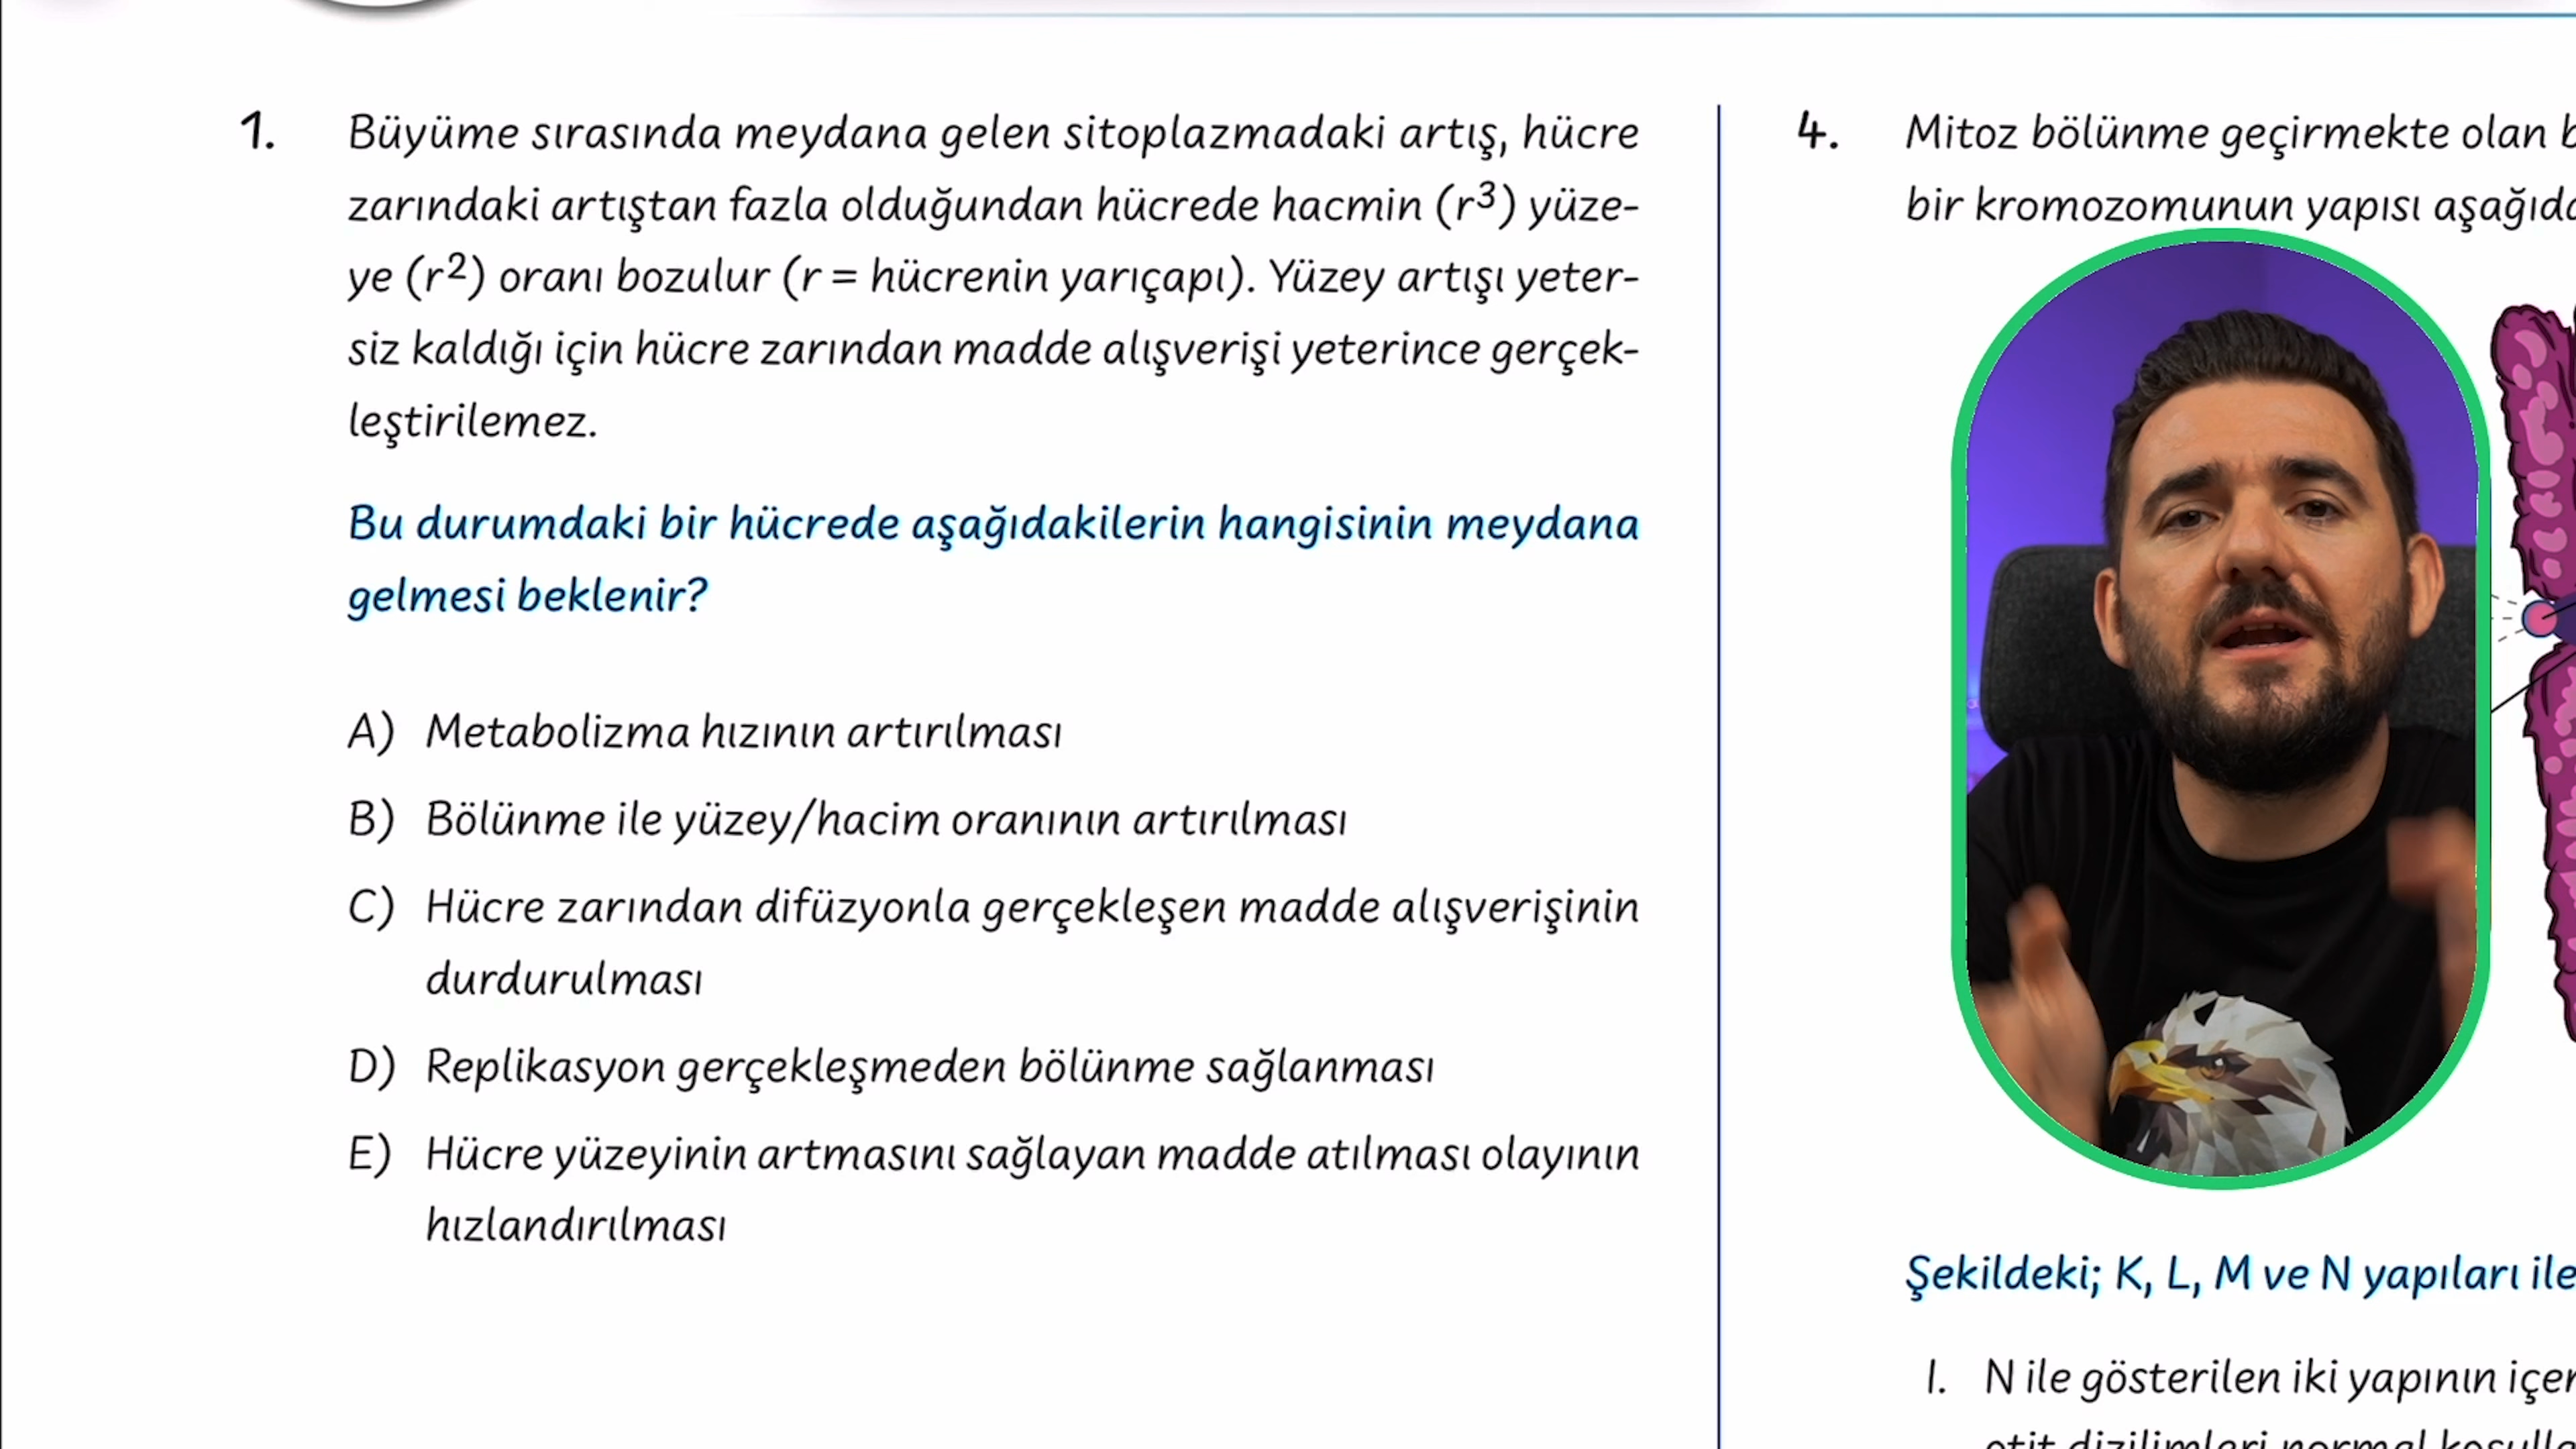 1.
Büyüme sırasında meydana gelen sitoplazmadaki artış, hücre
zarındaki artıştan fazla olduğundan hücrede hacmin (r³) yüze-
ye (r²) oranı bozulur (r = hücrenin yarıçapı). Yüzey artışı yeter-
siz kaldığı için hücre zarından madde alışverişi yeterince gerçek-
leştirilemez.
Bu durumdaki bir hücrede aşağıdakilerin hangisinin meydana
gelmesi beklenir?
A) Metabolizma hızının artırılması
B) Bölünme ile yüzey/hacim oranının artırılması
C) Hücre zarından difüzyonla gerçekleşen madde alışverişinin
durdurulması
D) Replikasyon gerçekleşmeden bölünme sağlanması
E) Hücre yüzeyinin artmasını sağlayan madde atılması olayının
hızlandırılması
4.
Mitoz bölünme geçirmekte olan
bir kromozomunun yapısı
Şekildeki; K, L, M ve N yapıları ile
I. N ile gösterilen iki yapının